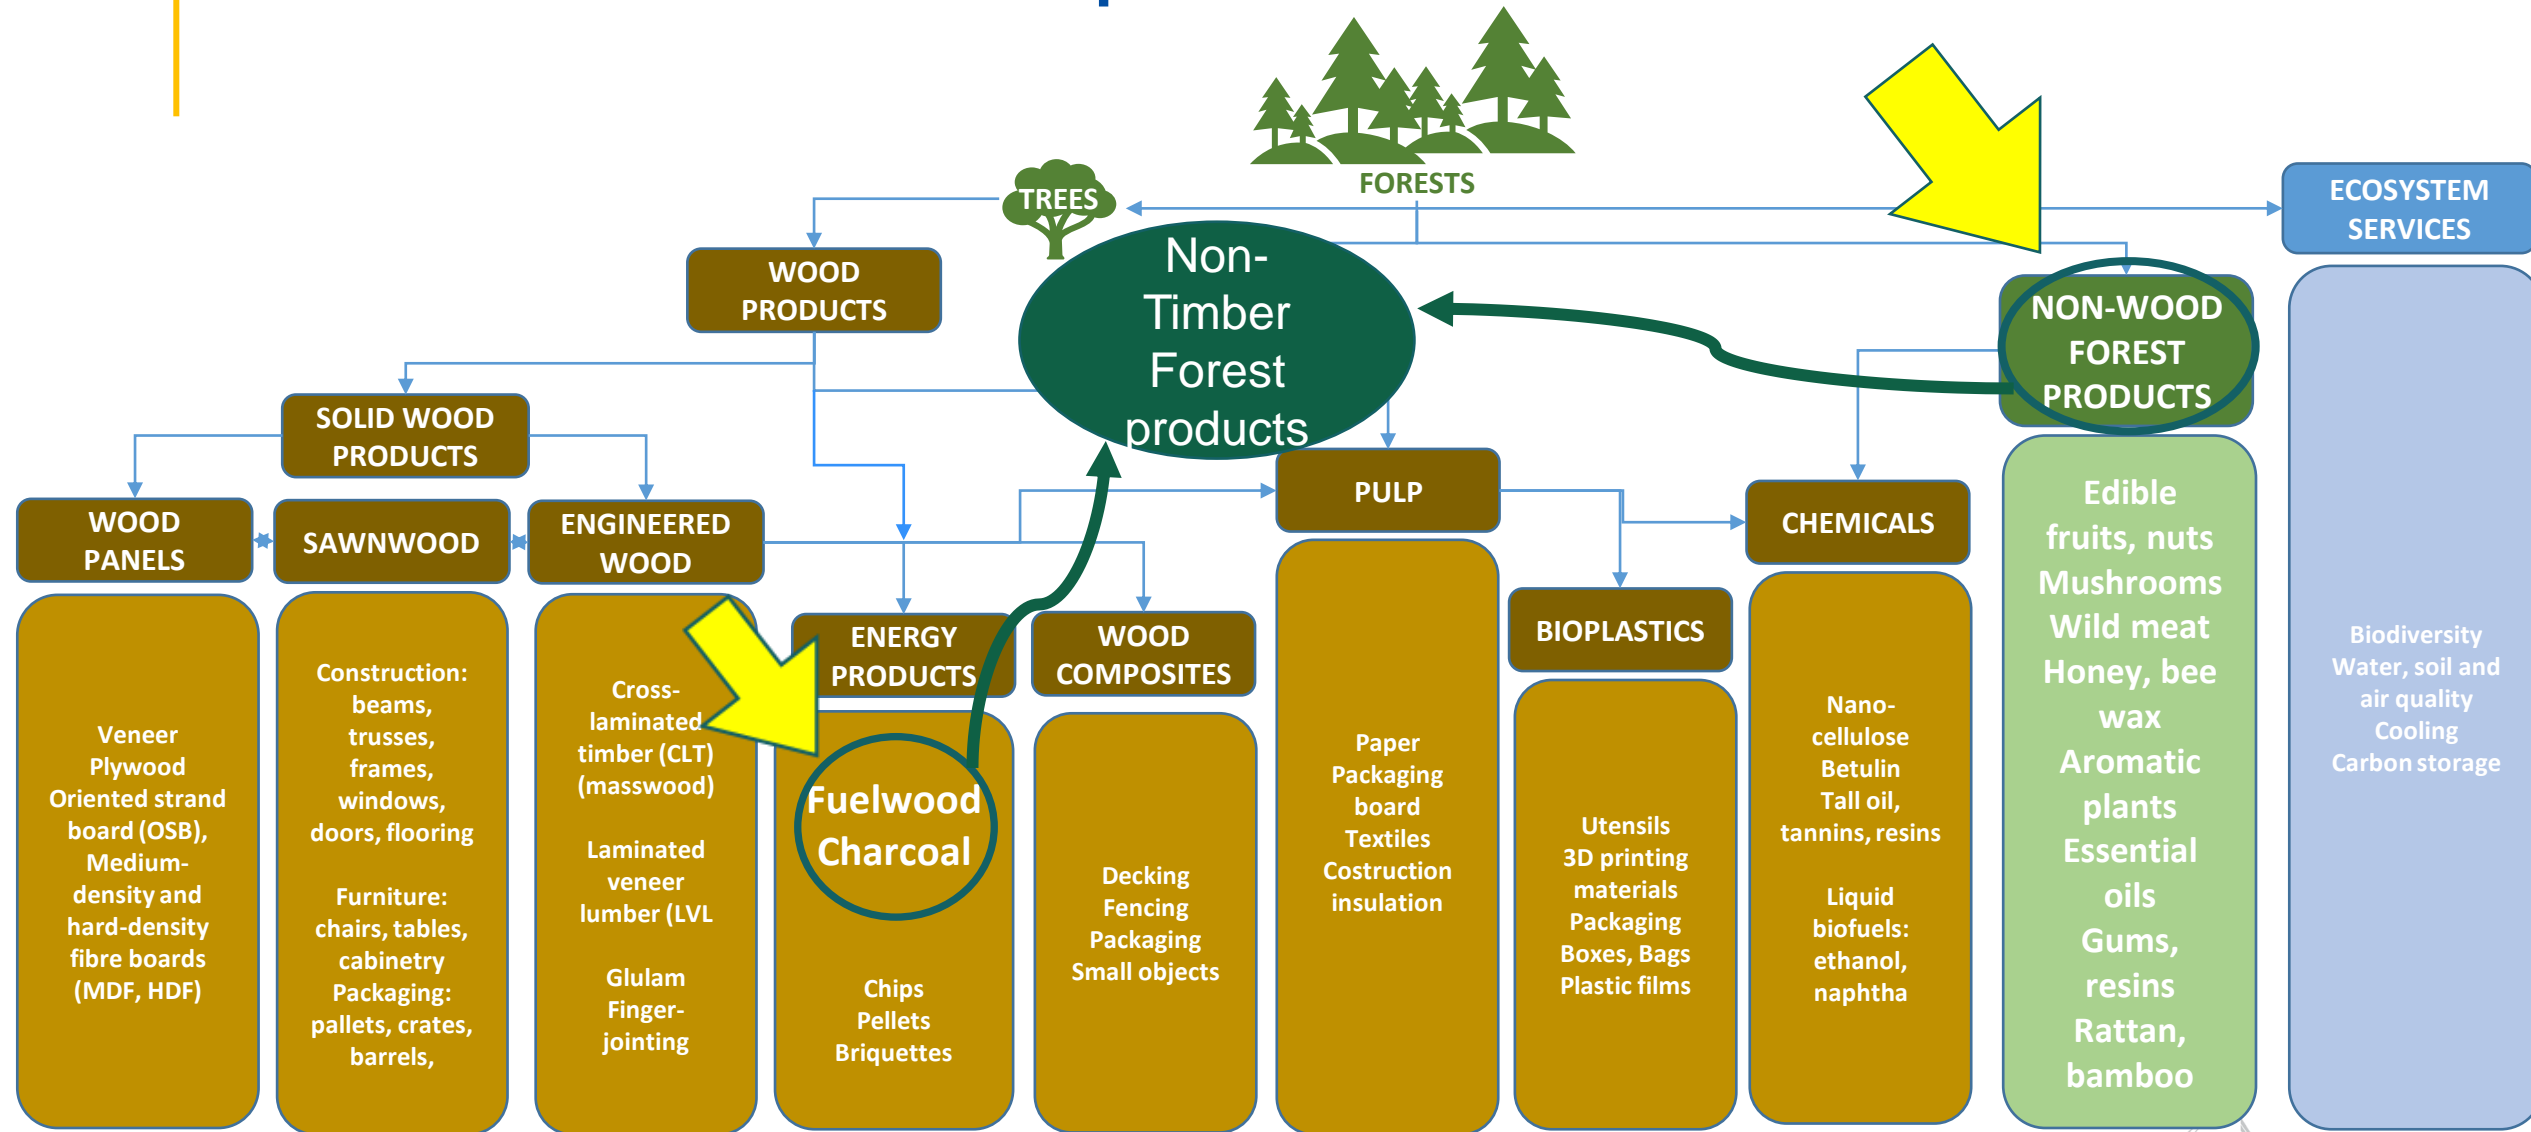 FORESTS
TREES
ECOSYSTEM
SERVICES
WOOD
PRODUCTS
Non-
Timber
Forest
products
NON-WOOD
FOREST
PRODUCTS
SOLID WOOD
PRODUCTS
WOOD
PANELS
SAWNWOOD
ENGINEERED
WOOD
PULP
CHEMICALS
ENERGY
PRODUCTS
WOOD
COMPOSITES
BIOPLASTICS
Veneer
Plywood
Oriented strand
board (OSB),
Medium-
density and
hard-density
fibre boards
(MDF, HDF)
Construction:
beams,
trusses,
frames,
windows,
doors, flooring
Furniture:
chairs, tables,
cabinetry
Packaging:
pallets, crates,
barrels,
Cross-
laminated
timber (CLT)
(masswood)
Laminated
veneer
lumber (LVL
Glulam
Finger-
jointing
Fuelwood
Charcoal
Chips
Pellets
Briquettes
Decking
Fencing
Packaging
Small objects
Paper
Packaging
board
Textiles
Costruction
insulation
Utensils
3D printing
materials
Packaging
Boxes, Bags
Plastic films
Nano-
cellulose
Betulin
Tall oil,
tannins, resins
Liquid
biofuels:
ethanol,
naphtha
Edible
fruits, nuts
Mushrooms
Wild meat
Honey, bee
wax
Aromatic
plants
Essential
oils
Gums,
resins
Rattan,
bamboo
Biodiversity
Water, soil and
air quality
Cooling
Carbon storage